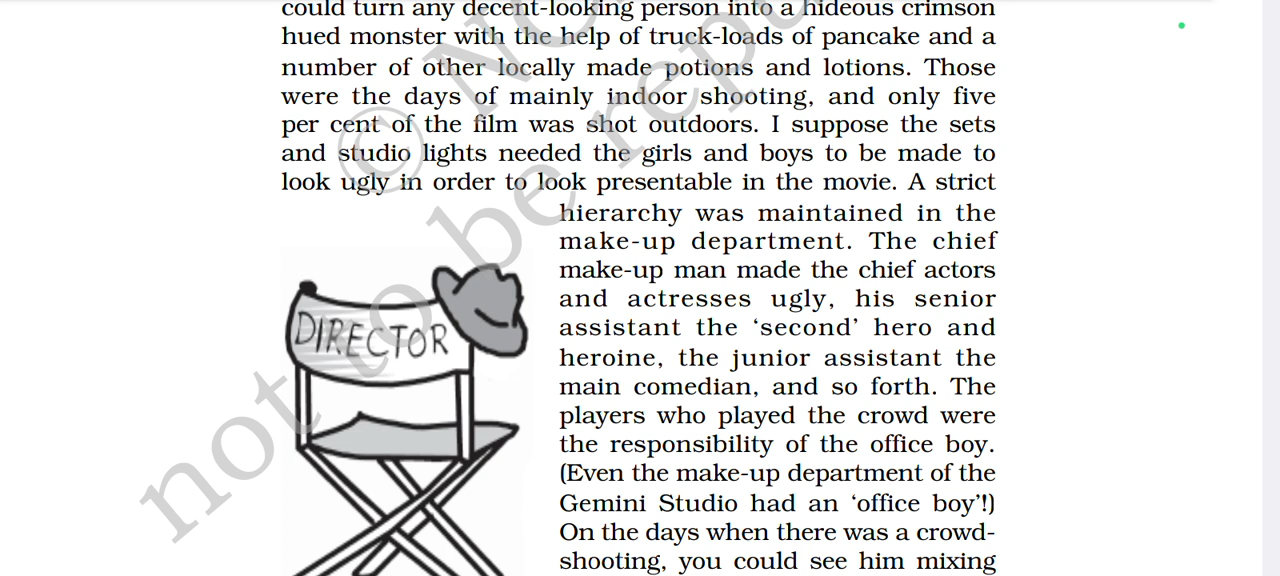 could turn any decent-looking person into a hideous crimson
hued monster with the help of truck-loads of pancake and a
number of other locally made potions and lotions. Those
were the days of mainly indoor shooting, and only five
per cent of the film was shot outdoors. I suppose the sets
and studio lights needed the girls and boys to be made to
look ugly in order to look presentable in the movie. A strict
hierarchy was maintained in the
make-up department. The chief
make-up man made the chief actors
and actresses ugly, his senior
assistant the ‘second’ hero and
heroine, the junior assistant the
main comedian, and so forth. The
players who played the crowd were
the responsibility of the office boy.
(Even the make-up department of the
Gemini Studio had an ‘office boy’!)
On the days when there was a crowd-
shooting, you could see him mixing
DIRECTOR
© NC
not to be rep